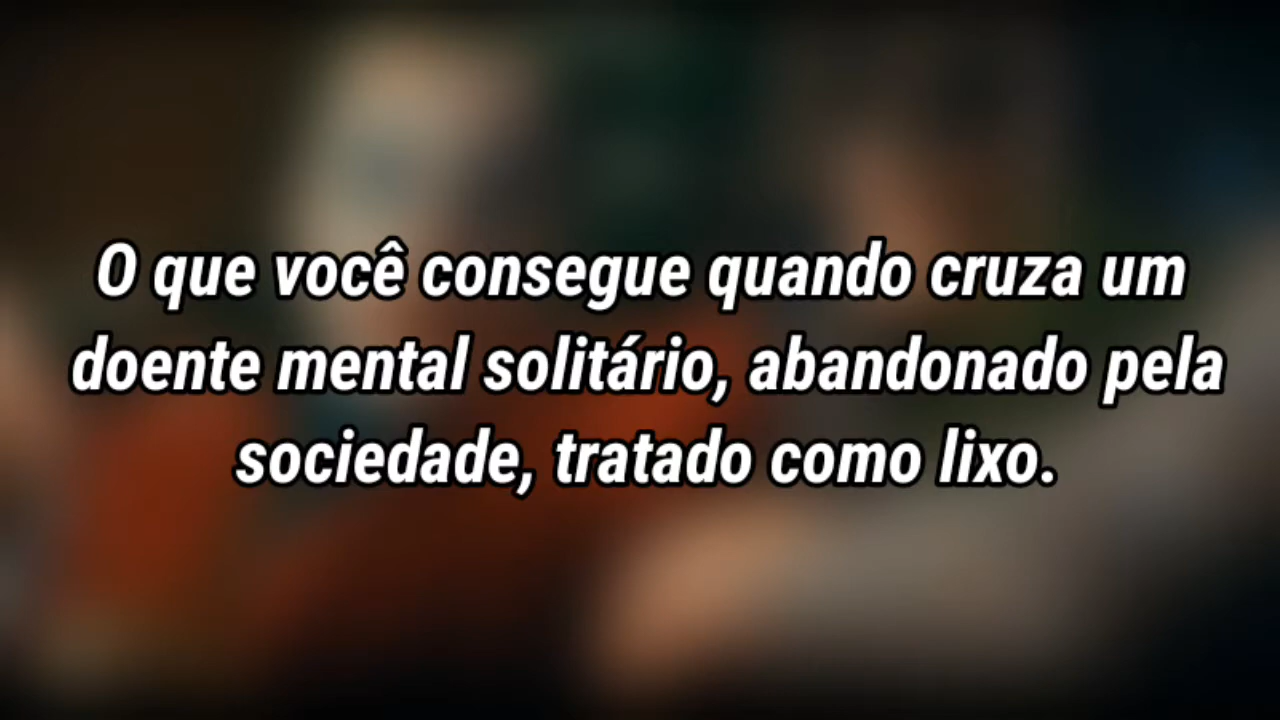 O que você consegue quando cruza um
doente mental solitário, abandonado pela
sociedade, tratado como lixo.